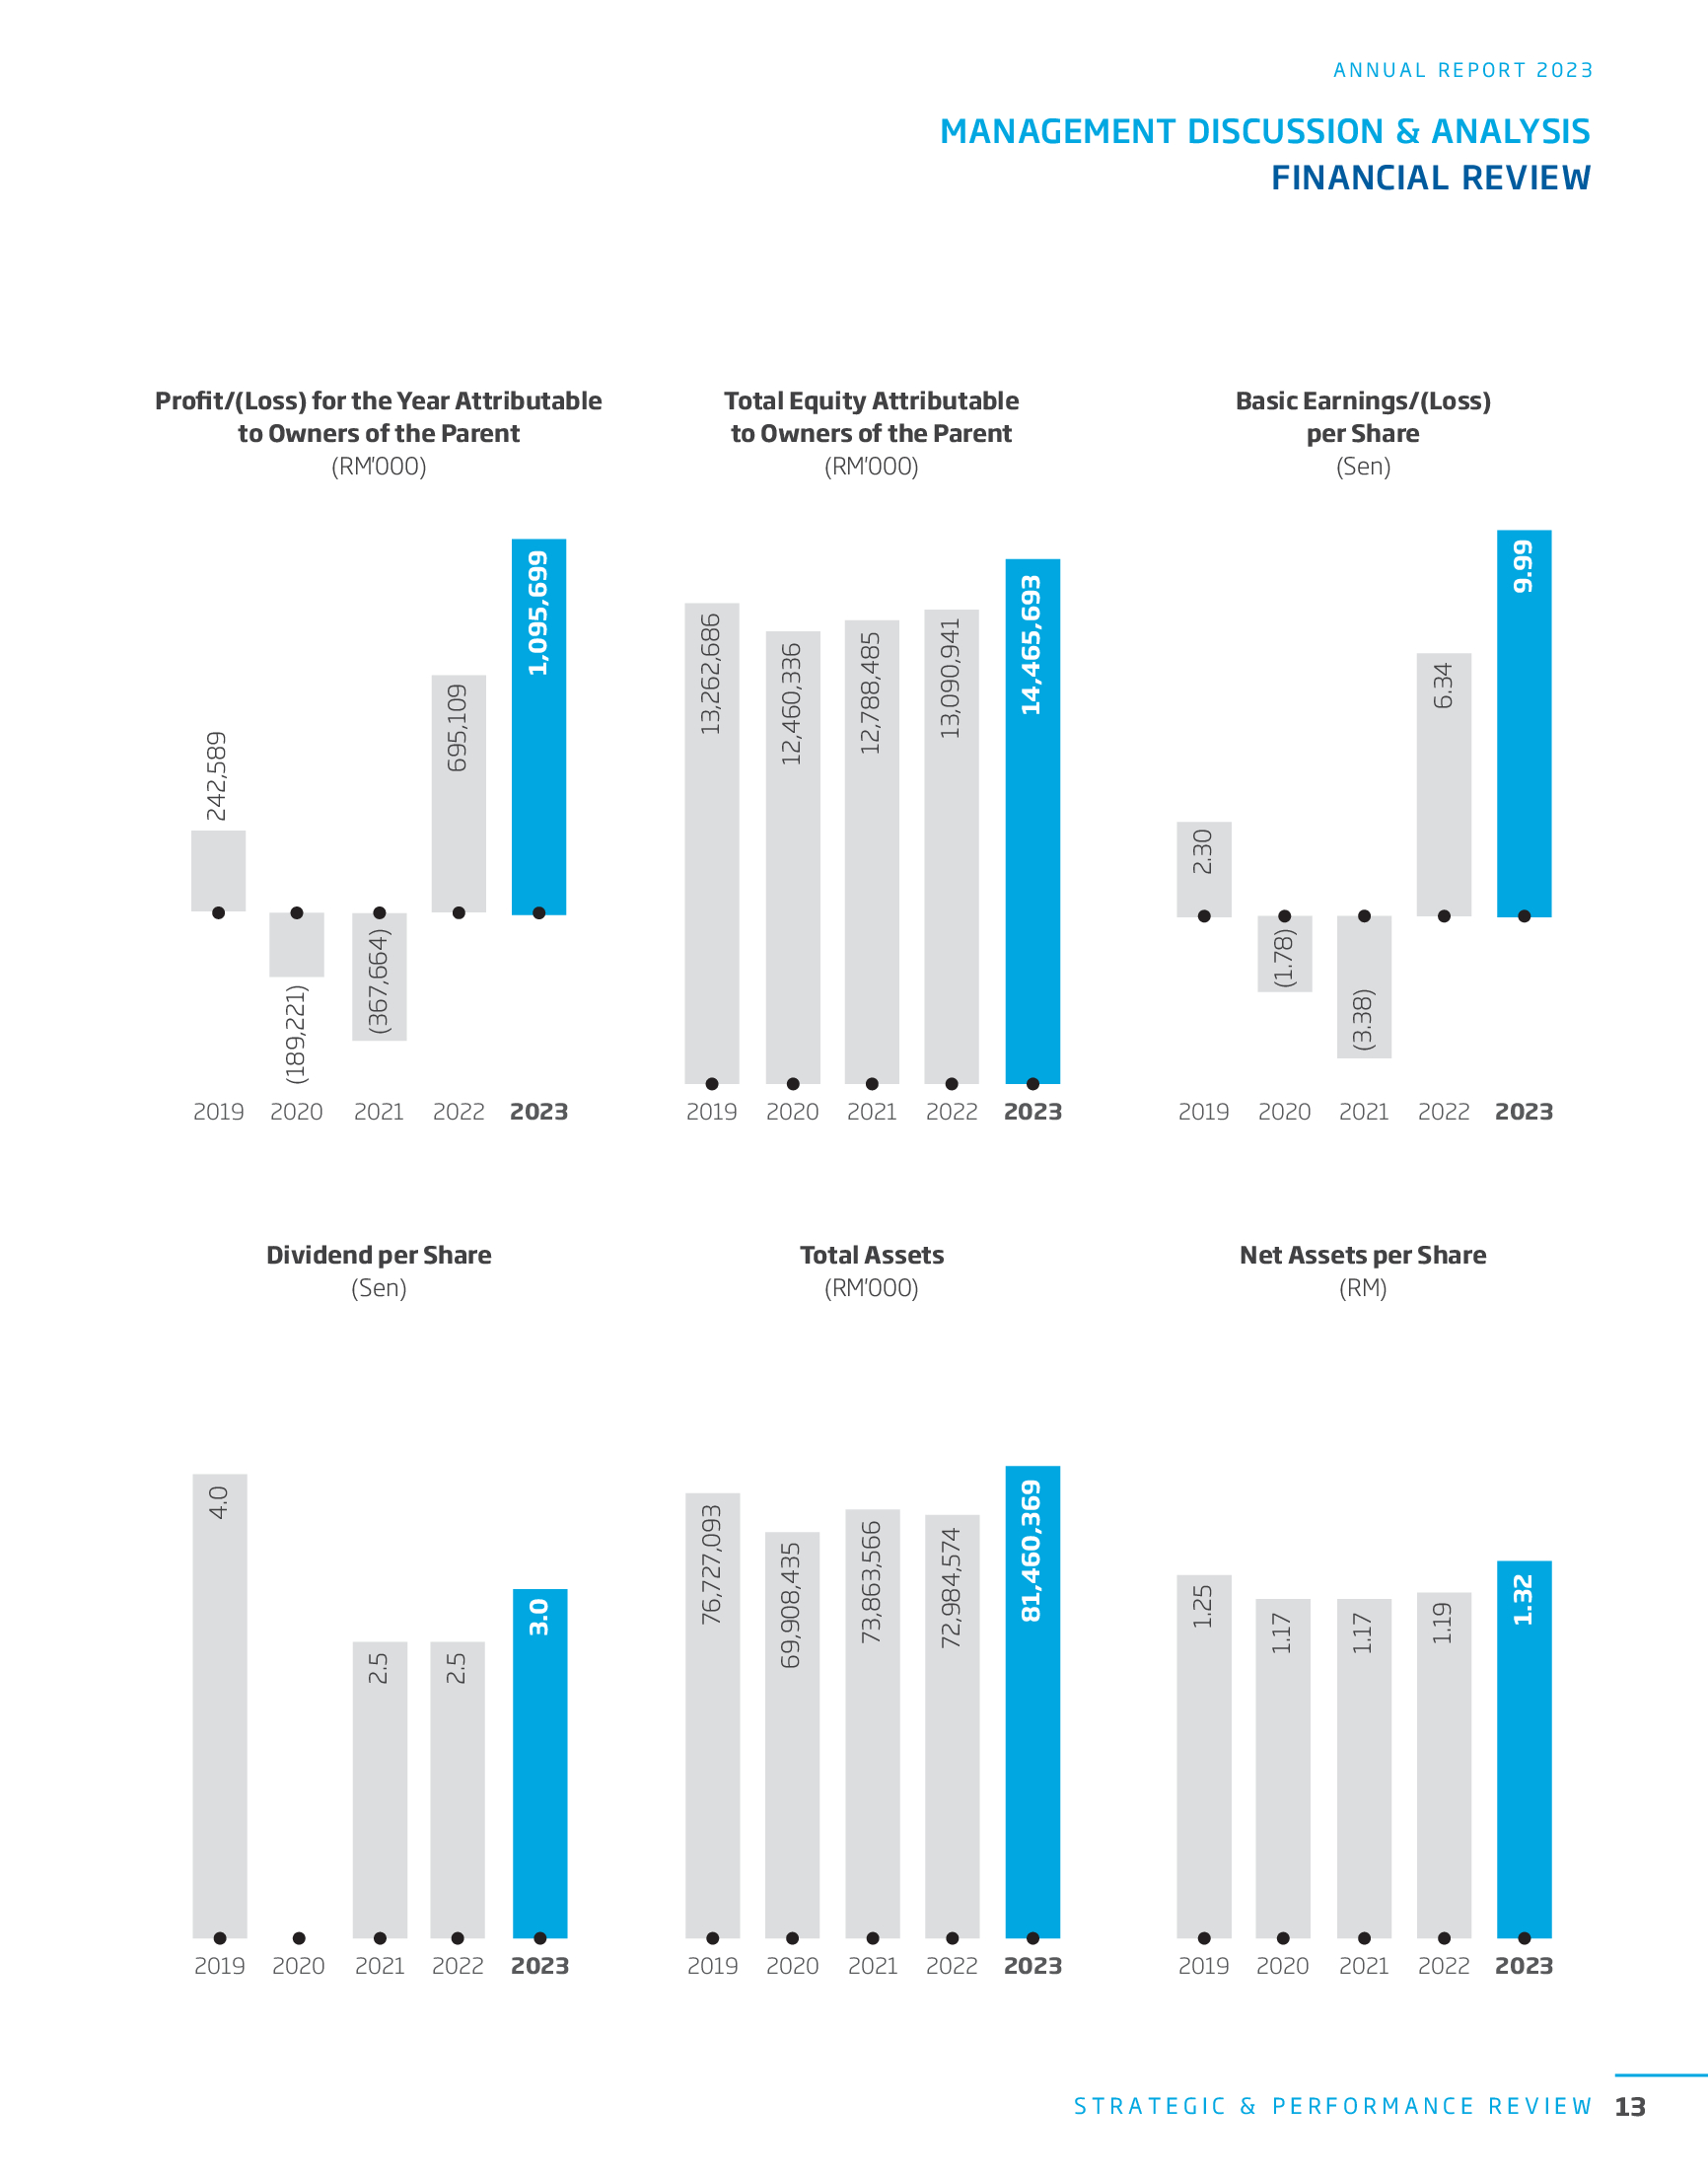 ANNUAL REPORT 2023
MANAGEMENT DISCUSSION & ANALYSIS
FINANCIAL REVIEW
Profit/(Loss) for the Year Attributable
to Owners of the Parent
(RM'000)
242,589
(189,221)
(367,664)
695,109
1,095,699
2019 2020 2021 2022 2023
Total Equity Attributable
to Owners of the Parent
(RM'000)
13,262,686
12,460,336
12,788,485
13,090,941
14,465,693
2019 2020 2021 2022 2023
Basic Earnings/(Loss)
per Share
(Sen)
2.30
(1.78)
(3.38)
6.34
9.99
2019 2020 2021 2022 2023
Dividend per Share
(Sen)
4.0
2.5
2.5
3.0
2019 2020 2021 2022 2023
Total Assets
(RM'000)
76,727,093
69,908,435
73,863,566
72,984,574
81,460,369
2019 2020 2021 2022 2023
Net Assets per Share
(RM)
1.25
1.17
1.17
1.19
1.32
2019 2020 2021 2022 2023
STRATEGIC & PERFORMANCE REVIEW 13